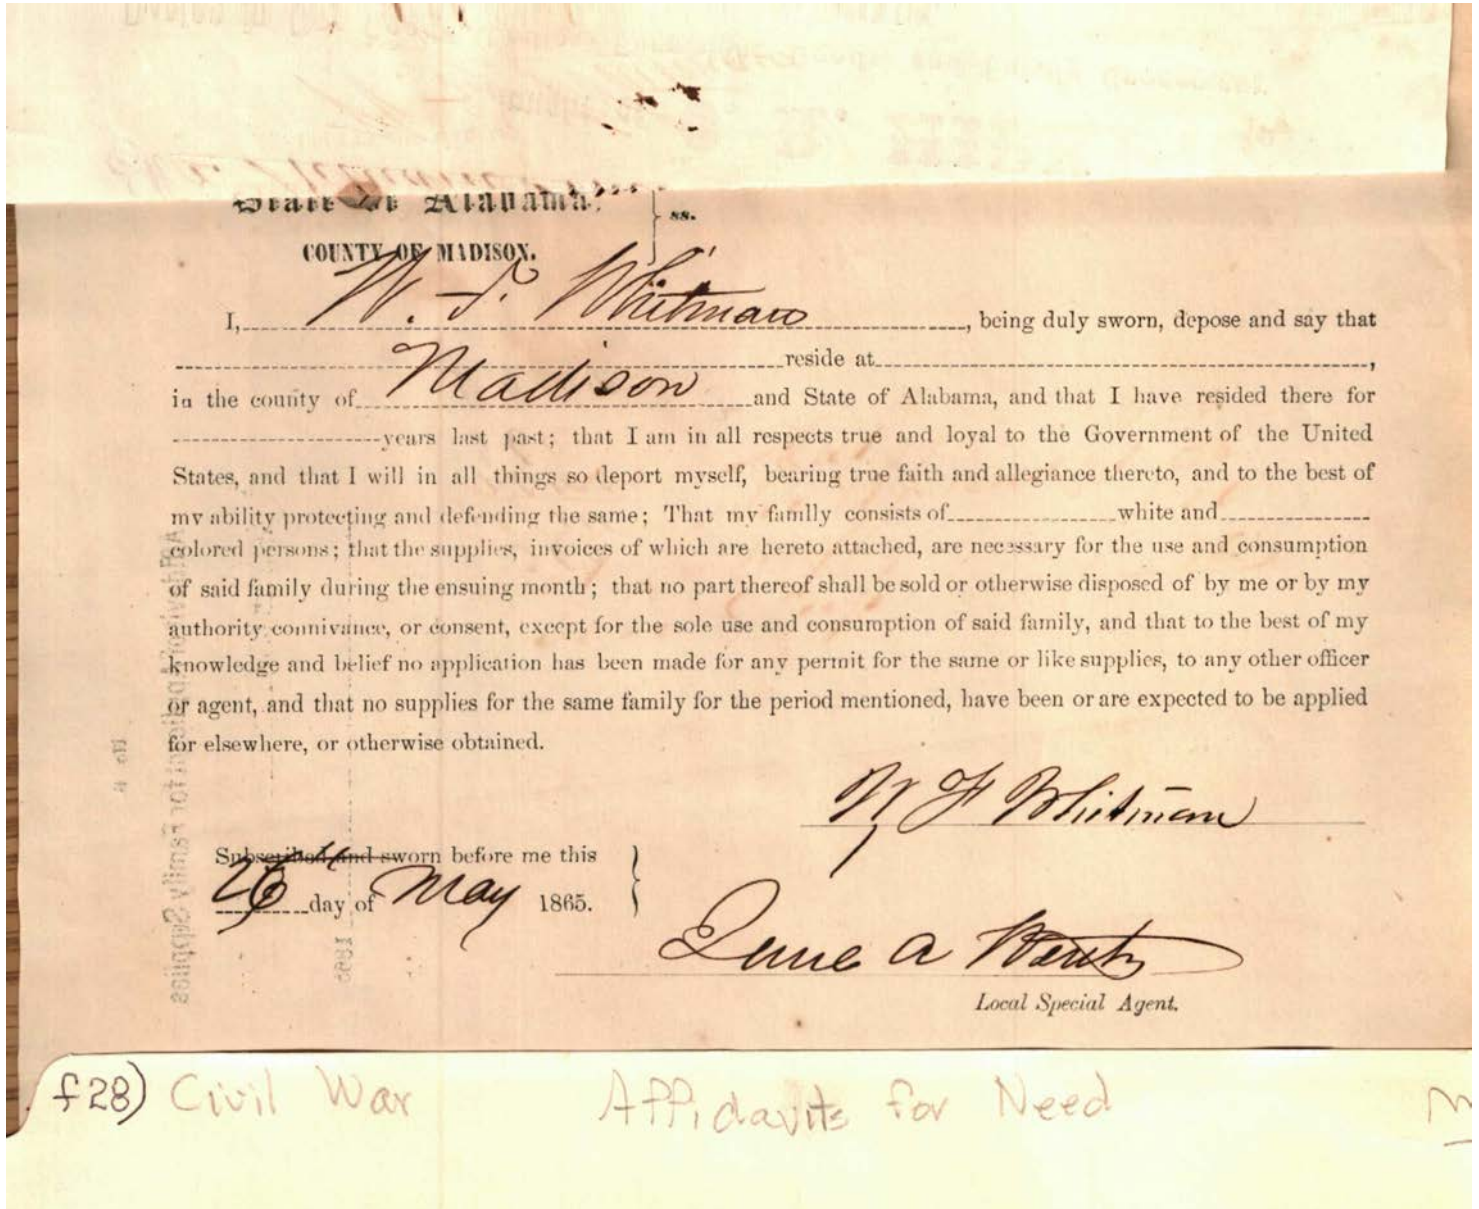 State of Alabama,
COUNTY OF MADISON.
} ss.
I, W. F. Whitman, being duly sworn, depose and say that
reside at,
in the county of Madison and State of Alabama, and that I have resided there for
years last past; that I am in all respects true and loyal to the Government of the United
States, and that I will in all things so deport myself, bearing true faith and allegiance thereto, and to the best of
my ability protecting and defending the same; That my family consists of white and
colored persons; that the supplies, invoices of which are hereto attached, are necessary for the use and consumption
of said family during the ensuing month; that no part thereof shall be sold or otherwise disposed of by me or by my
authority, connivance, or consent, except for the sole use and consumption of said family, and that to the best of my
knowledge and belief no application has been made for any permit for the same or like supplies, to any other officer
or agent, and that no supplies for the same family for the period mentioned, have been or are expected to be applied
for elsewhere, or otherwise obtained.
W F Whitman
Subscribed and sworn before me this
26th day of May 1865.
A
Local Special Agent.
f28) Civil War Affidavits for Need